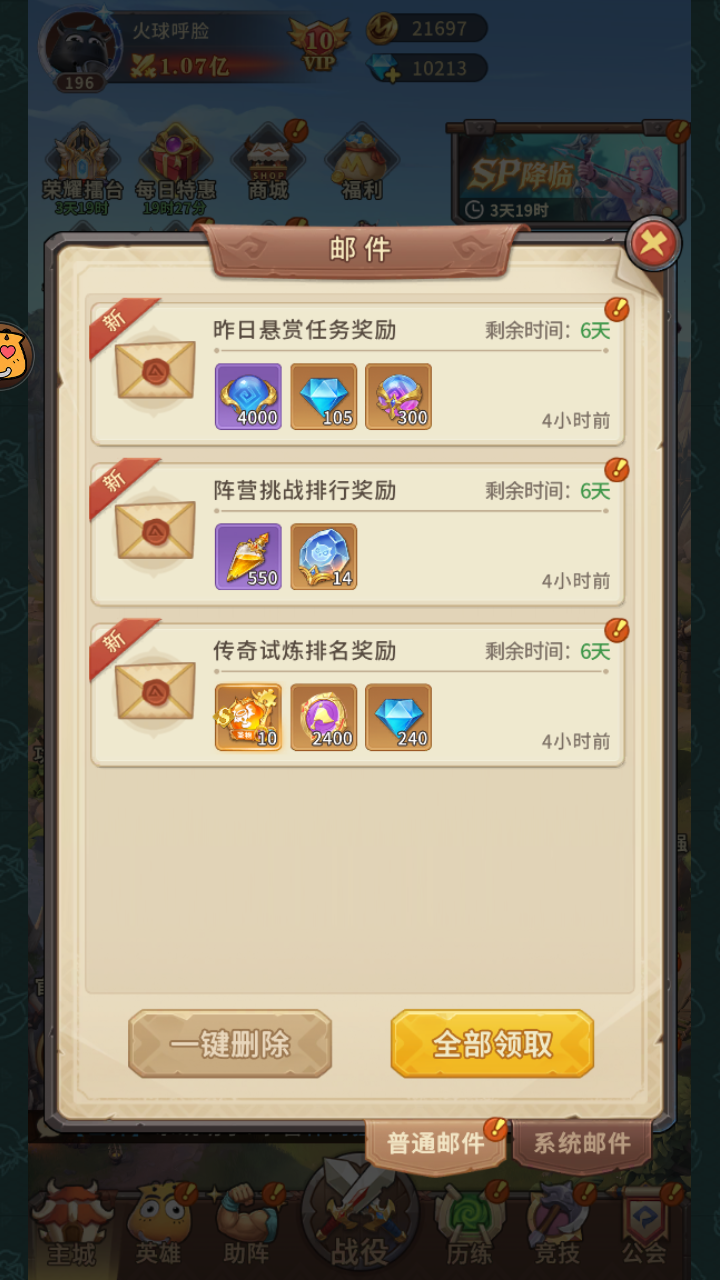 火球呼脸
196
1.07亿
10
VIP
21697
10213
荣耀擂台
3天19时
每日特惠
19时27分
SHOP
商城
福利
SP降临
3天19时
邮件
新
昨日悬赏任务奖励
剩余时间：6天
4000
105
300
4小时前
新
阵营挑战排行奖励
剩余时间：6天
550
14
4小时前
新
传奇试炼排名奖励
剩余时间：6天
S
英雄
10
2400
240
4小时前
一键删除
全部领取
普通邮件
系统邮件
主城
英雄
助阵
战役
历练
竞技
公会